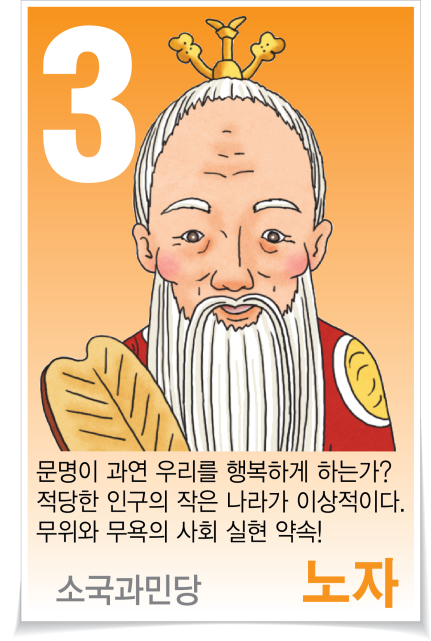 3
문명이 과연 우리를 행복하게 하는가?
적당한 인구의 작은 나라가 이상적이다.
무위와 무욕의 사회 실현 약속!
소국과민당 노자